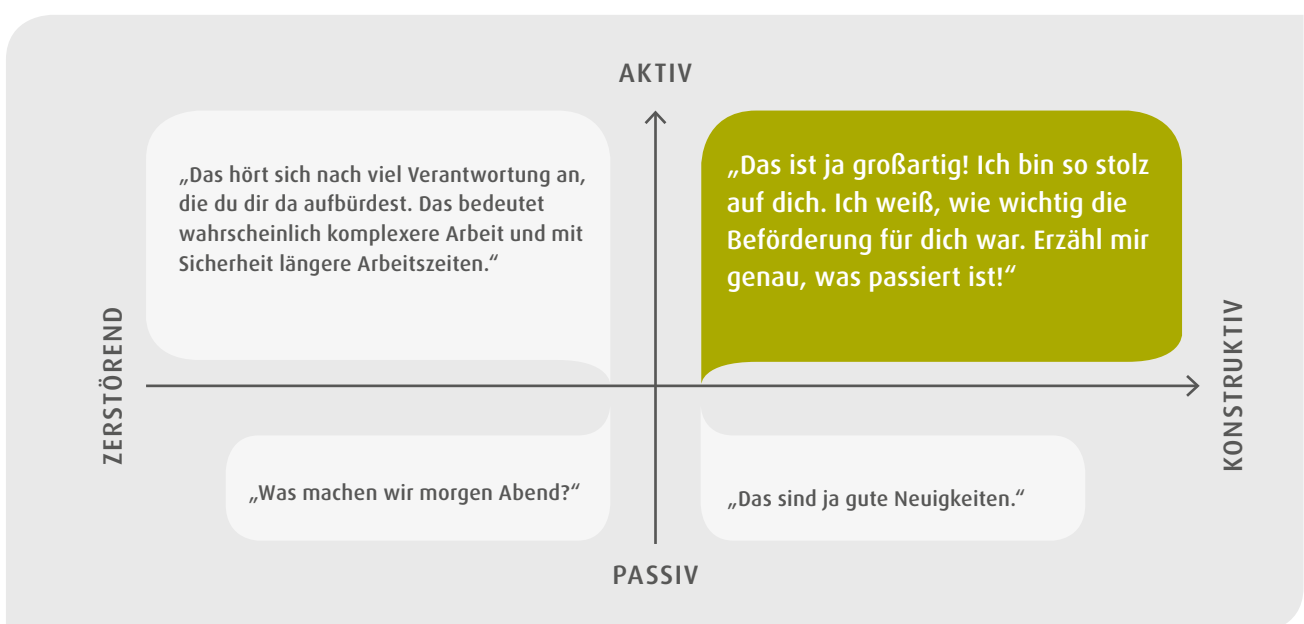 AKTIV
„Das hört sich nach viel Verantwortung an,
die du dir da aufbürdest. Das bedeutet
wahrscheinlich komplexere Arbeit und mit
Sicherheit längere Arbeitszeiten.“
„Das ist ja großartig! Ich bin so stolz
auf dich. Ich weiß, wie wichtig die
Beförderung für dich war. Erzähl mir
genau, was passiert ist!“
ZERSTÖREND
KONSTRUKTIV
„Was machen wir morgen Abend?“
„Das sind ja gute Neuigkeiten.“
PASSIV